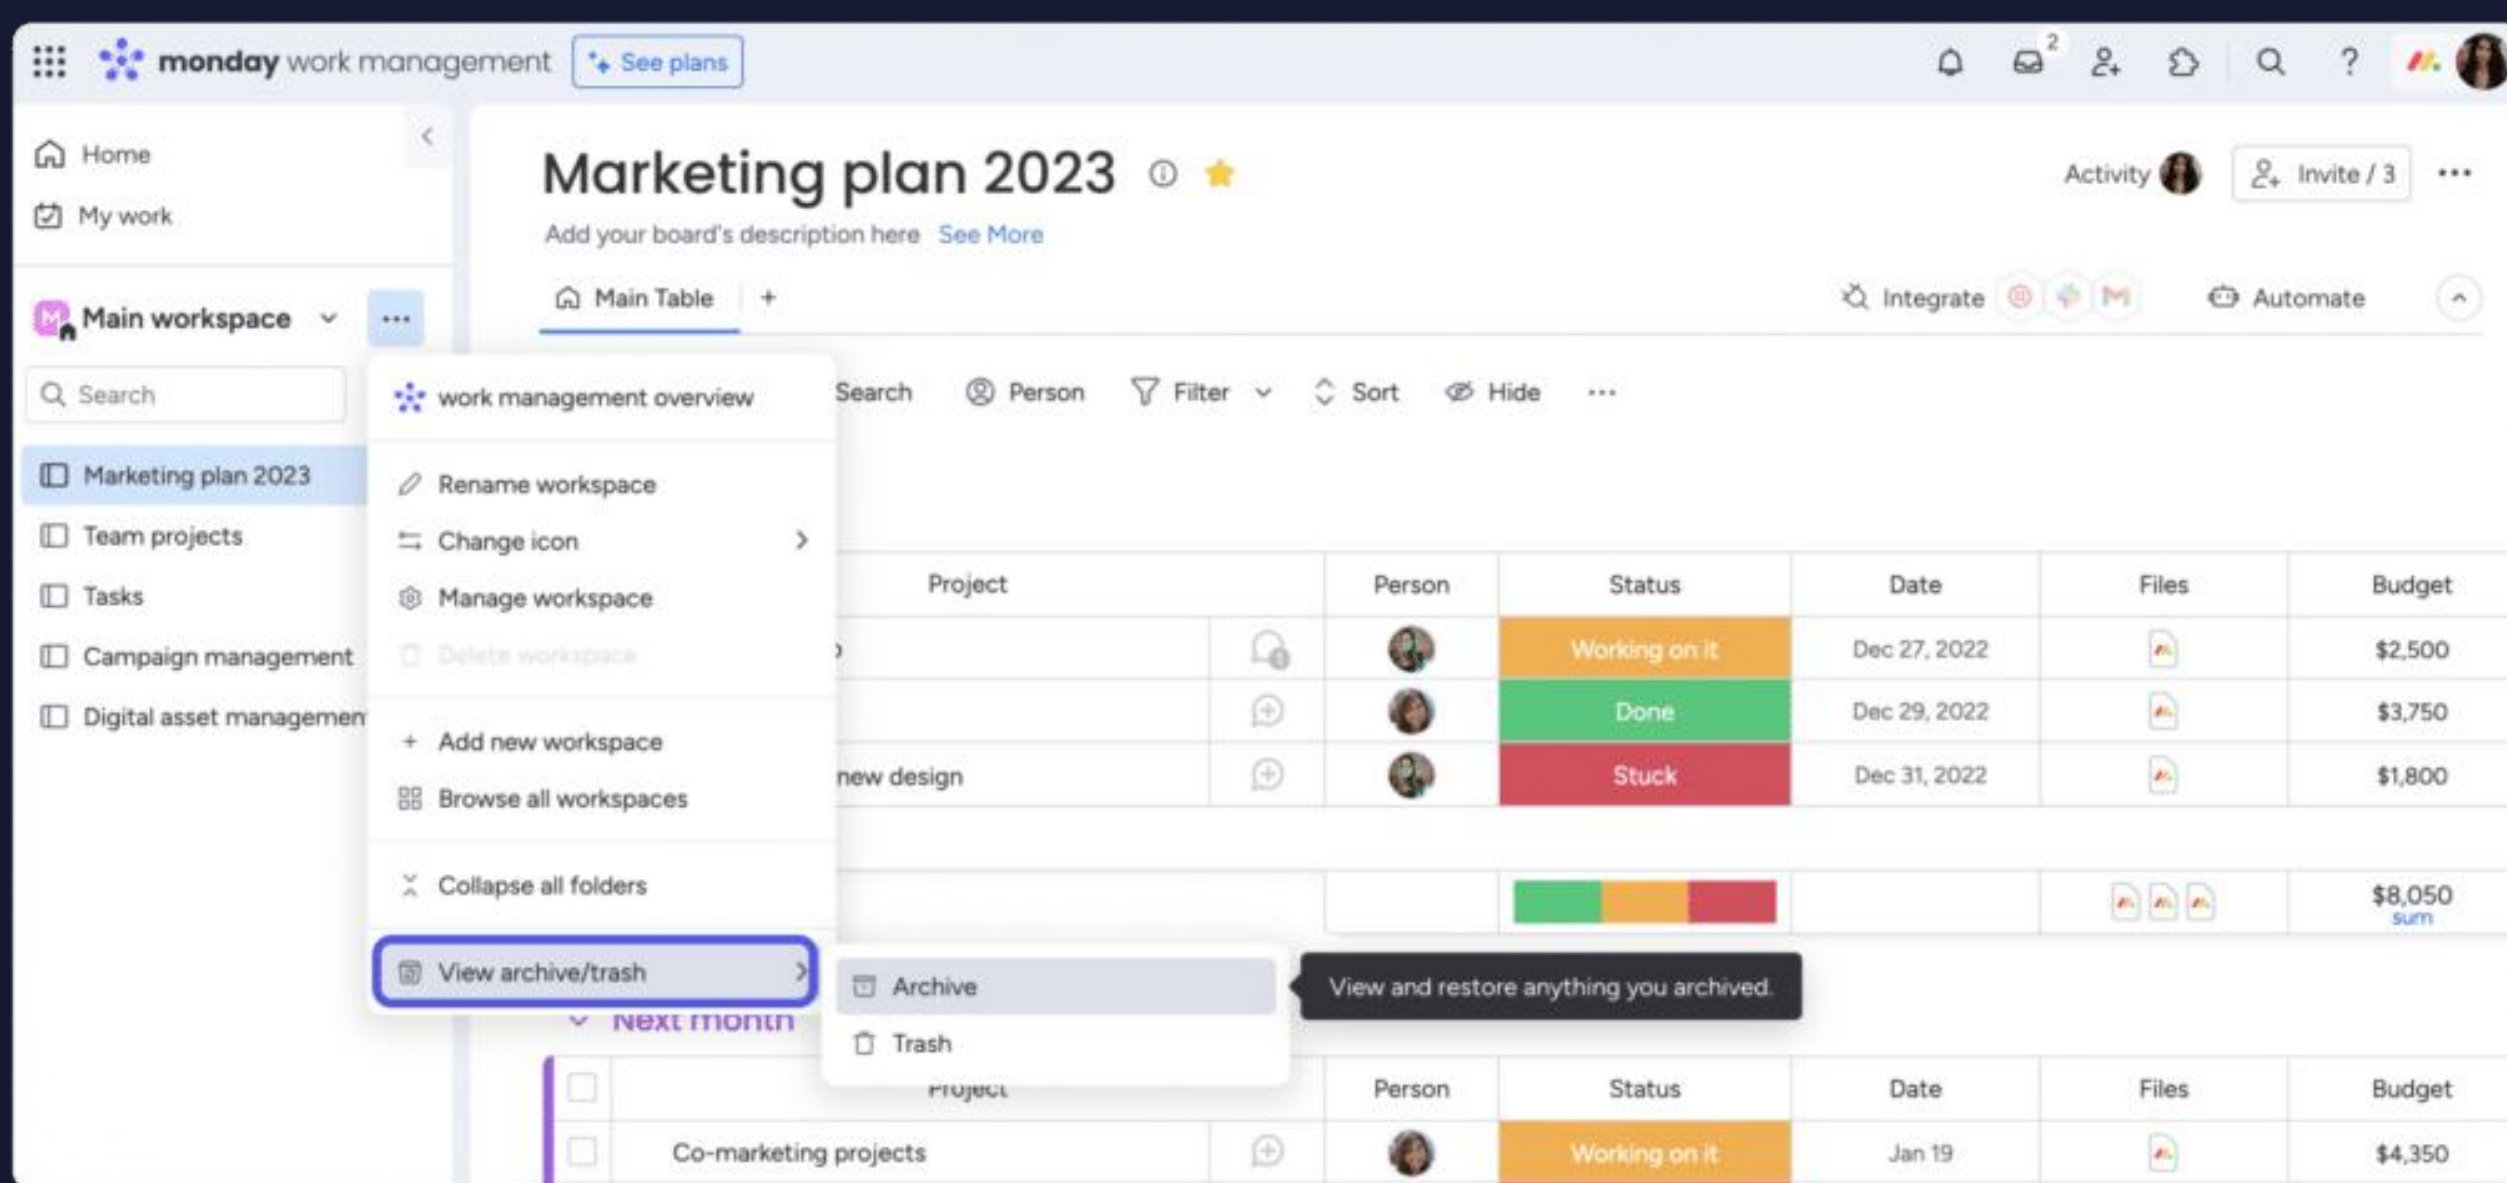 monday work management
See plans
2
Home
My work
Main workspace
Search
Marketing plan 2023
Team projects
Tasks
Campaign management
Digital asset managemen
Marketing plan 2023
Activity
Invite / 3
Add your board's description here See More
Main Table
Integrate
Automate
Search
Person
Filter
Sort
Hide
work management overview
Rename workspace
Change icon
Manage workspace
Delete workspace
Add new workspace
Browse all workspaces
Collapse all folders
View archive/trash
Archive
Trash
View and restore anything you archived.
Project Person Status Date Files Budget
Working on it Dec 27, 2022 $2,500
Done Dec 29, 2022 $3,750
new design Stuck Dec 31, 2022 $1,800
$8,050
sum
Next month
Project Person Status Date Files Budget
Co-marketing projects Working on it Jan 19 $4,350